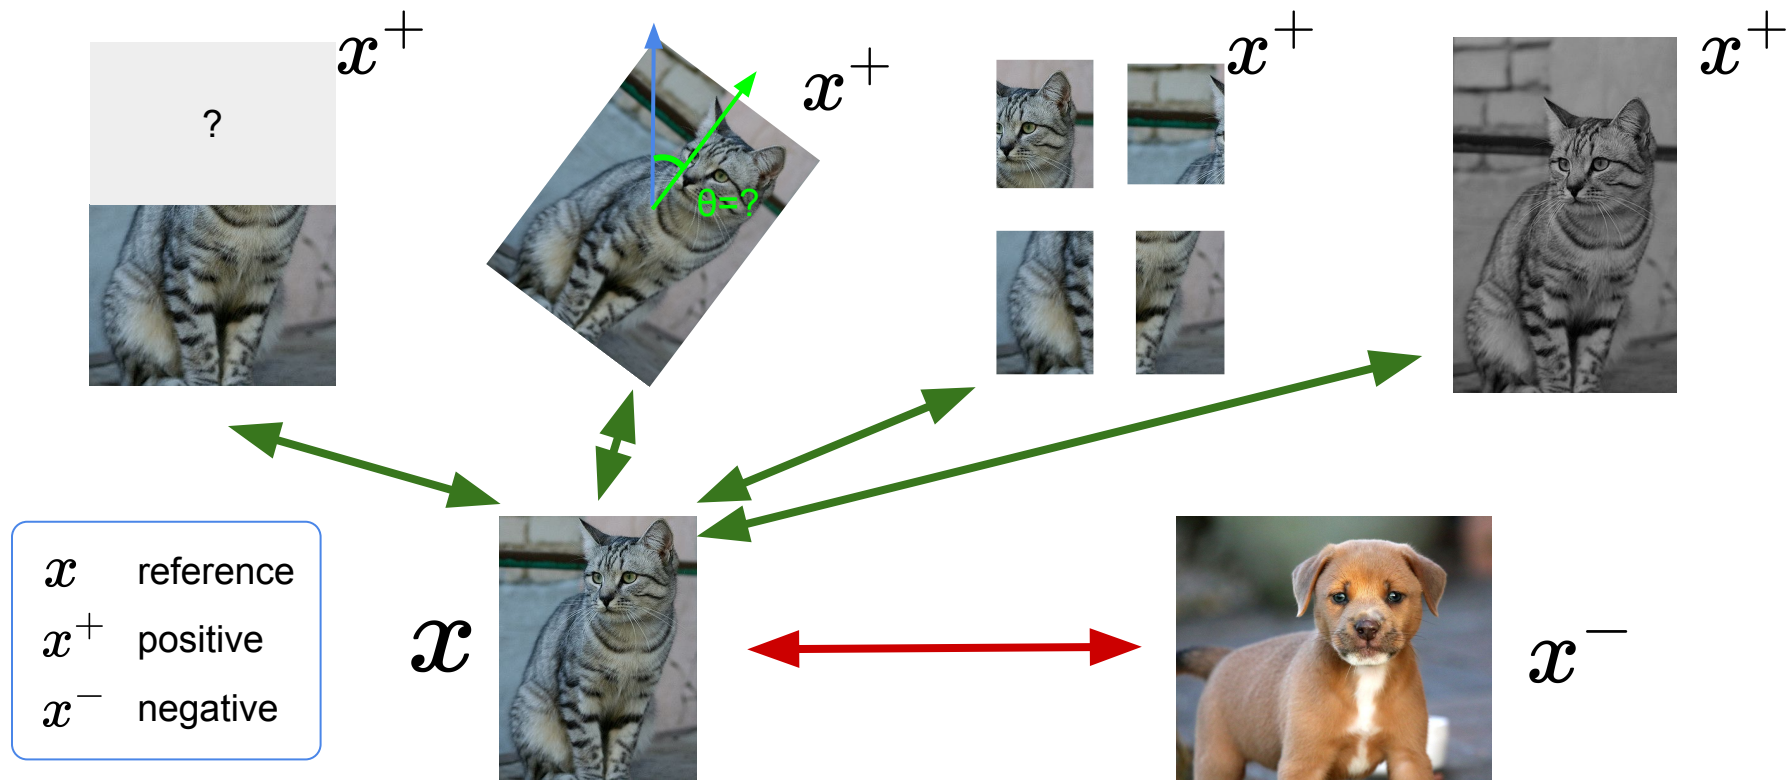 x⁺
?
x⁺
θ=?
x⁺
x⁺
x
x⁻
x reference
x⁺ positive
x⁻ negative